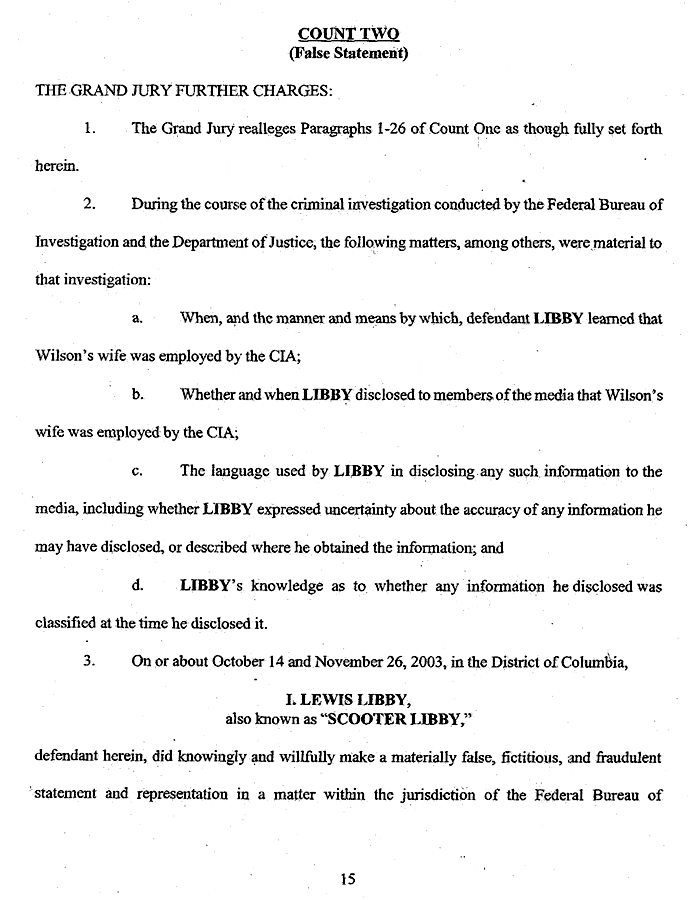 COUNT TWO
(False Statement)
THE GRAND JURY FURTHER CHARGES:
1. The Grand Jury realleges Paragraphs 1-26 of Count One as though fully set forth
herein.
2. During the course of the criminal investigation conducted by the Federal Bureau of
Investigation and the Department of Justice, the following matters, among others, were material to
that investigation:
a. When, and the manner and means by which, defendant LIBBY learned that
Wilson's wife was employed by the CIA;
b. Whether and when LIBBY disclosed to members of the media that Wilson's
wife was employed by the CIA;
c. The language used by LIBBY in disclosing any such information to the
media, including whether LIBBY expressed uncertainty about the accuracy of any information he
may have disclosed, or described where he obtained the information; and
d. LIBBY's knowledge as to whether any information he disclosed was
classified at the time he disclosed it.
3. On or about October 14 and November 26, 2003, in the District of Columbia,
I. LEWIS LIBBY,
also known as "SCOOTER LIBBY,"
defendant herein, did knowingly and willfully make a materially false, fictitious, and fraudulent
statement and representation in a matter within the jurisdiction of the Federal Bureau of
15